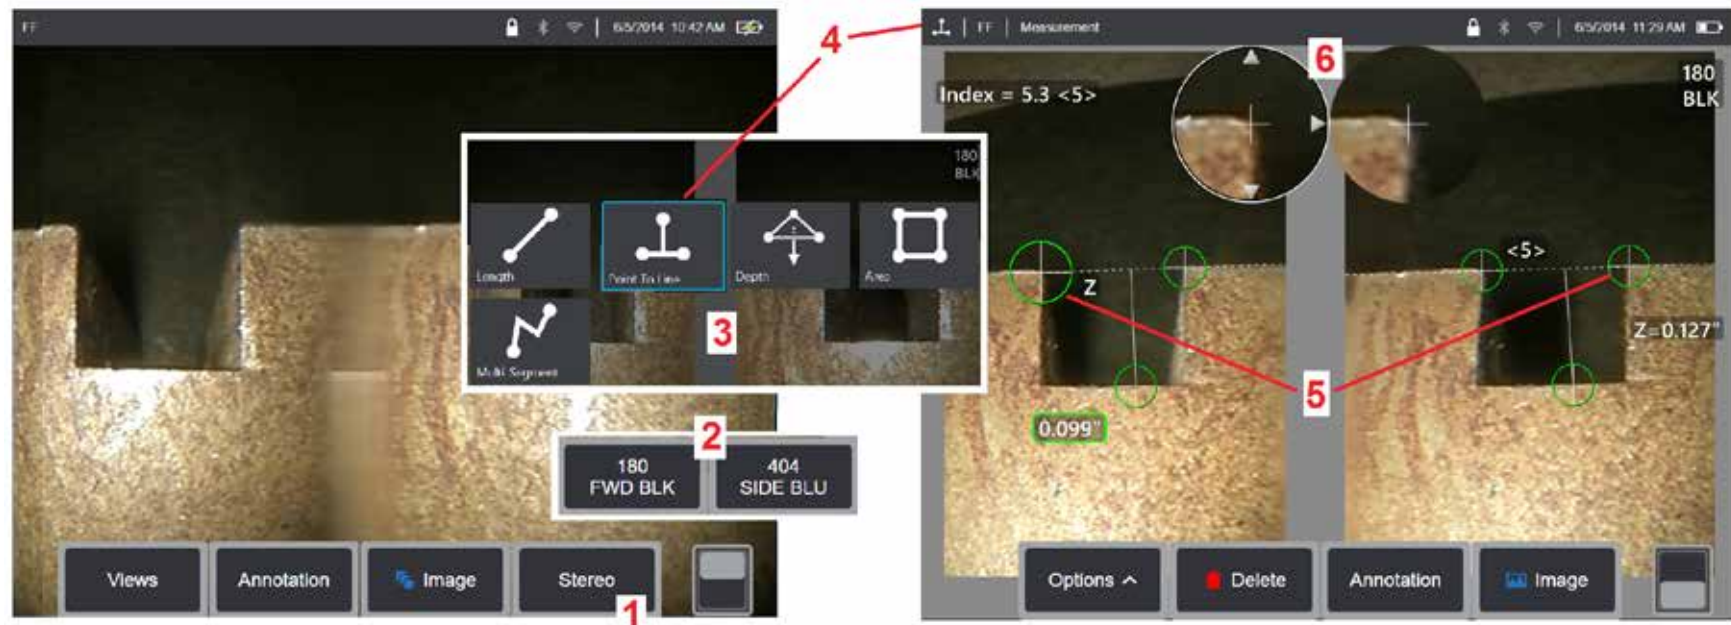 FF
6/5/2014 10:42 AM
Views
Annotation
Image
Stereo
1
2
180
FWD BLK
404
SIDE BLU
3
180
BLK
Length
Point To Line
Depth
Area
Multi Segment
4
FF
Measurement
6/5/2014 11:29 AM
6
Index = 5.3 <5>
180
BLK
<5>
Z
Z=0.127"
5
0.099"
Options
Delete
Annotation
Image